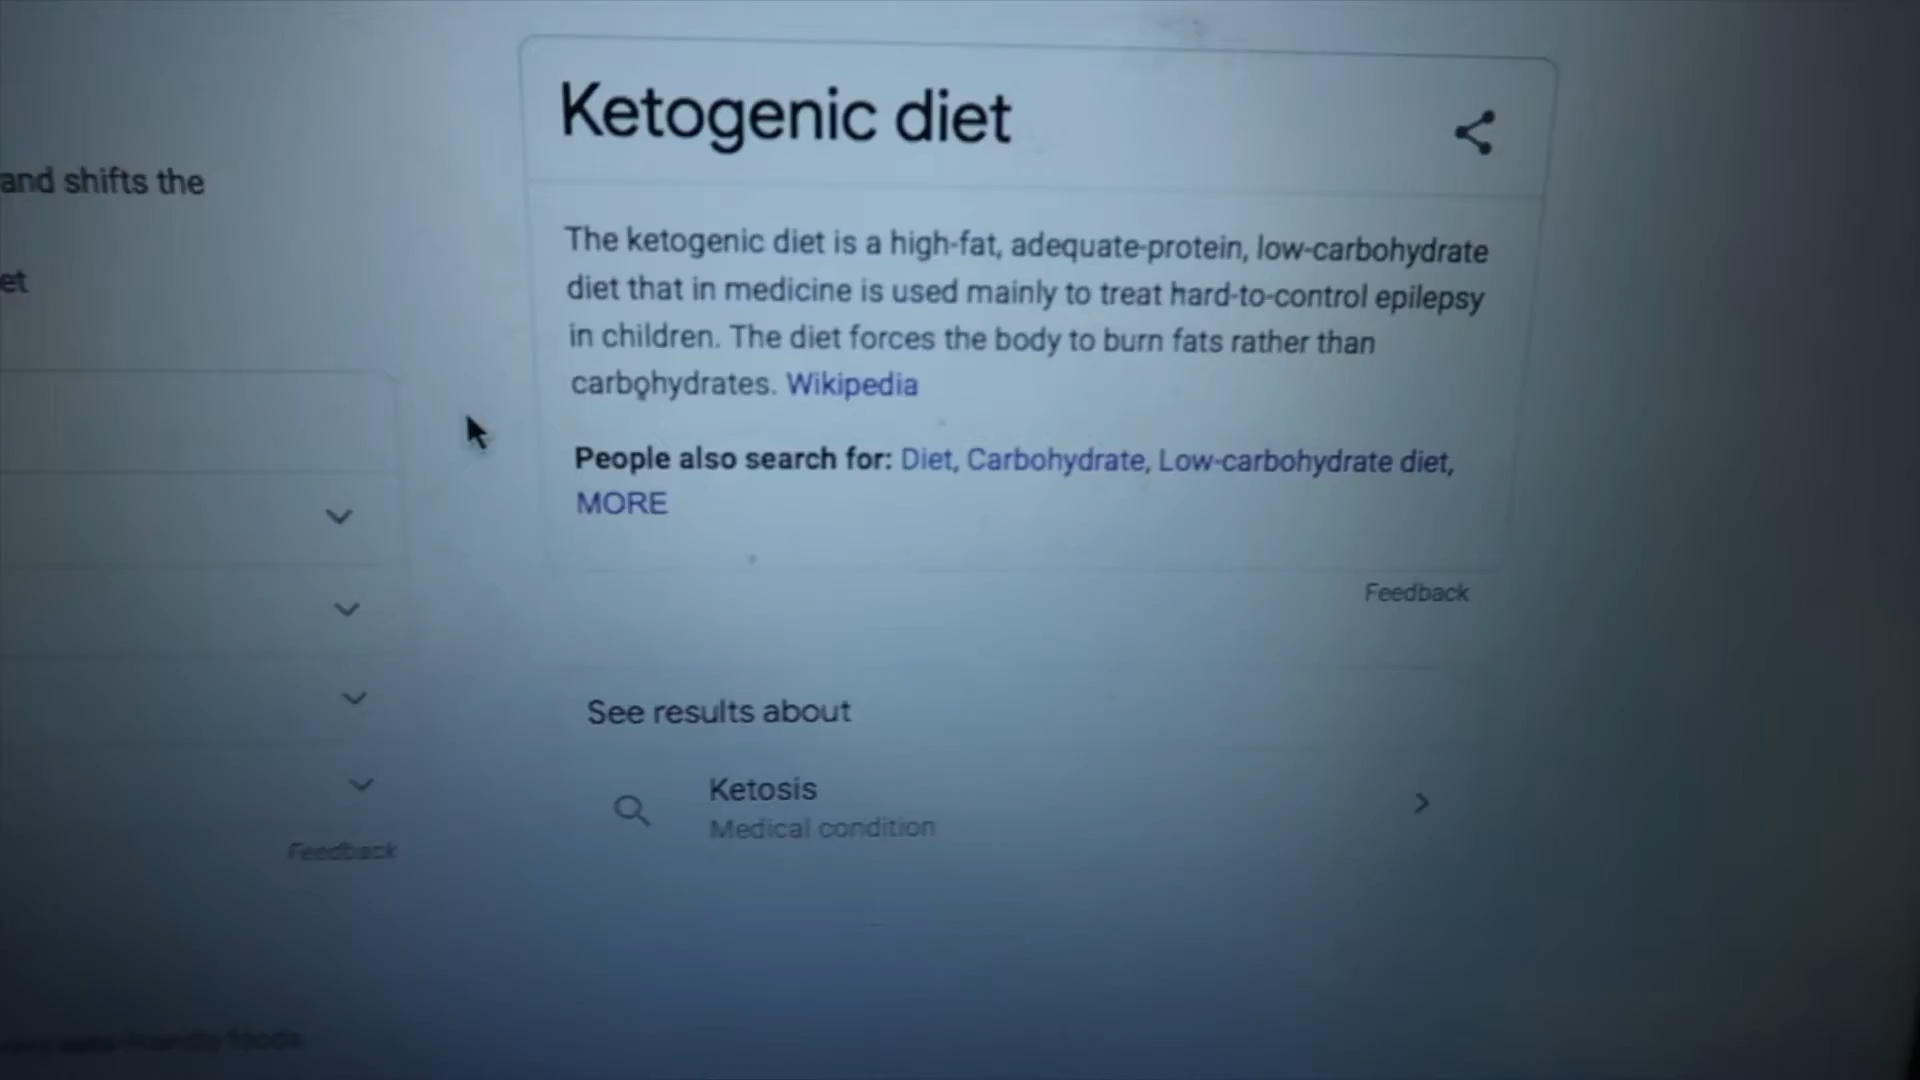 and shifts the
et
Feedback
Ketogenic diet
The ketogenic diet is a high-fat, adequate-protein, low-carbohydrate
diet that in medicine is used mainly to treat hard-to-control epilepsy
in children. The diet forces the body to burn fats rather than
carbohydrates. Wikipedia
People also search for: Diet, Carbohydrate, Low-carbohydrate diet,
MORE
Feedback
See results about
Ketosis
Medical condition
foods